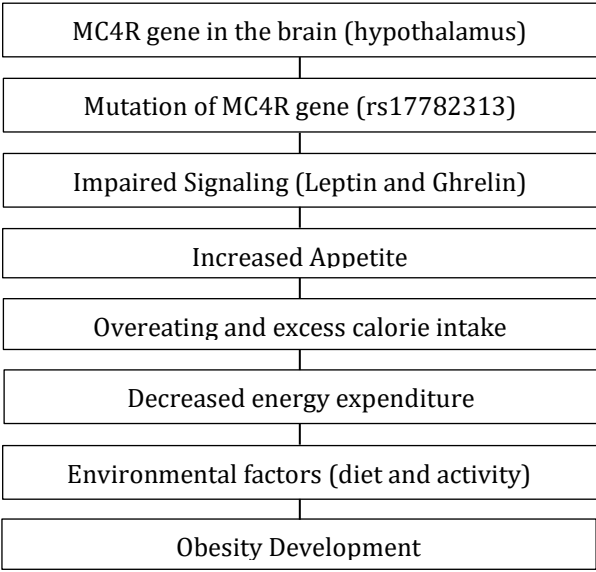 MC4R gene in the brain (hypothalamus)
Mutation of MC4R gene (rs17782313)
Impaired Signaling (Leptin and Ghrelin)
Increased Appetite
Overeating and excess calorie intake
Decreased energy expenditure
Environmental factors (diet and activity)
Obesity Development